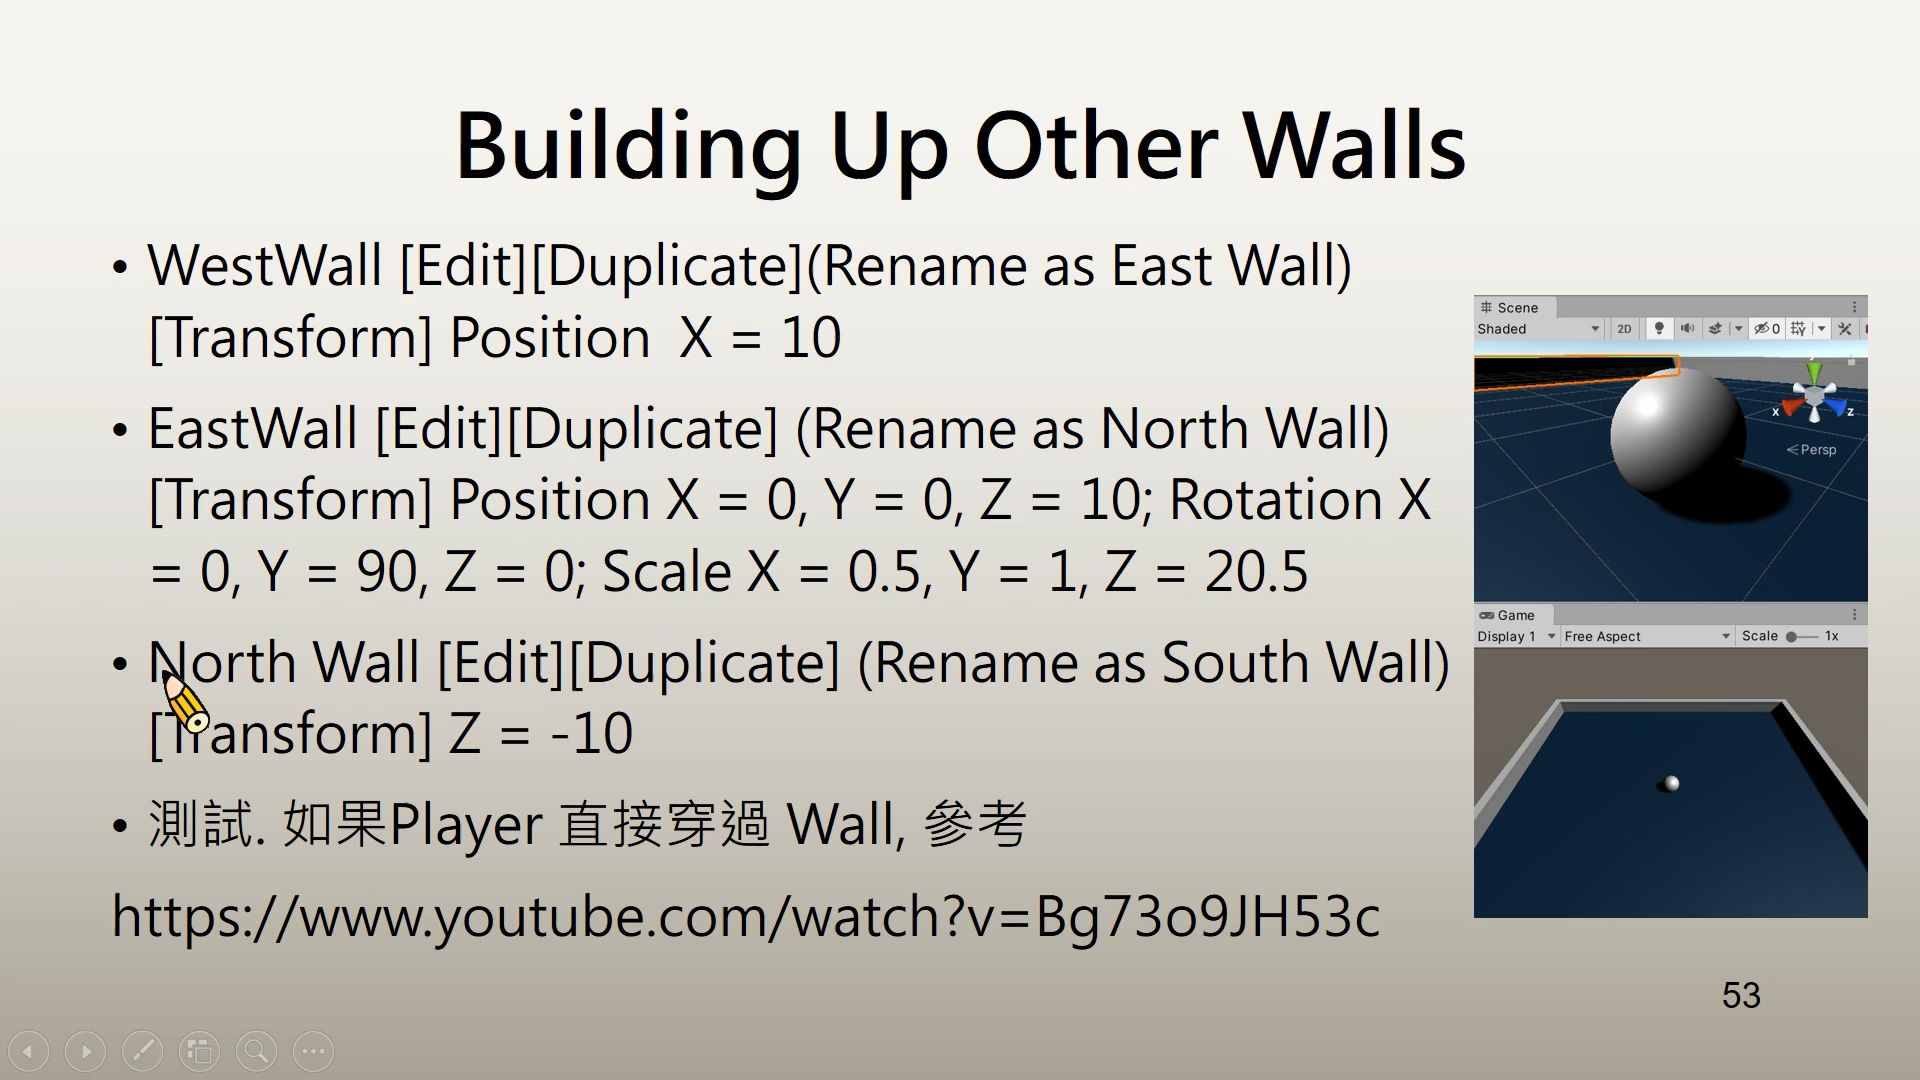 Building Up Other Walls
• WestWall [Edit][Duplicate](Rename as East Wall)
[Transform] Position  X = 10
• EastWall [Edit][Duplicate] (Rename as North Wall)
[Transform] Position X = 0, Y = 0, Z = 10; Rotation X
= 0, Y = 90, Z = 0; Scale X = 0.5, Y = 1, Z = 20.5
• North Wall [Edit][Duplicate] (Rename as South Wall)
[Transform] Z = -10
• 測試. 如果Player 直接穿過 Wall, 參考
https://www.youtube.com/watch?v=Bg73o9JH53c
Scene
Shaded 2D 0
y
x z
Persp
Game
Display 1 Free Aspect Scale 1x
53